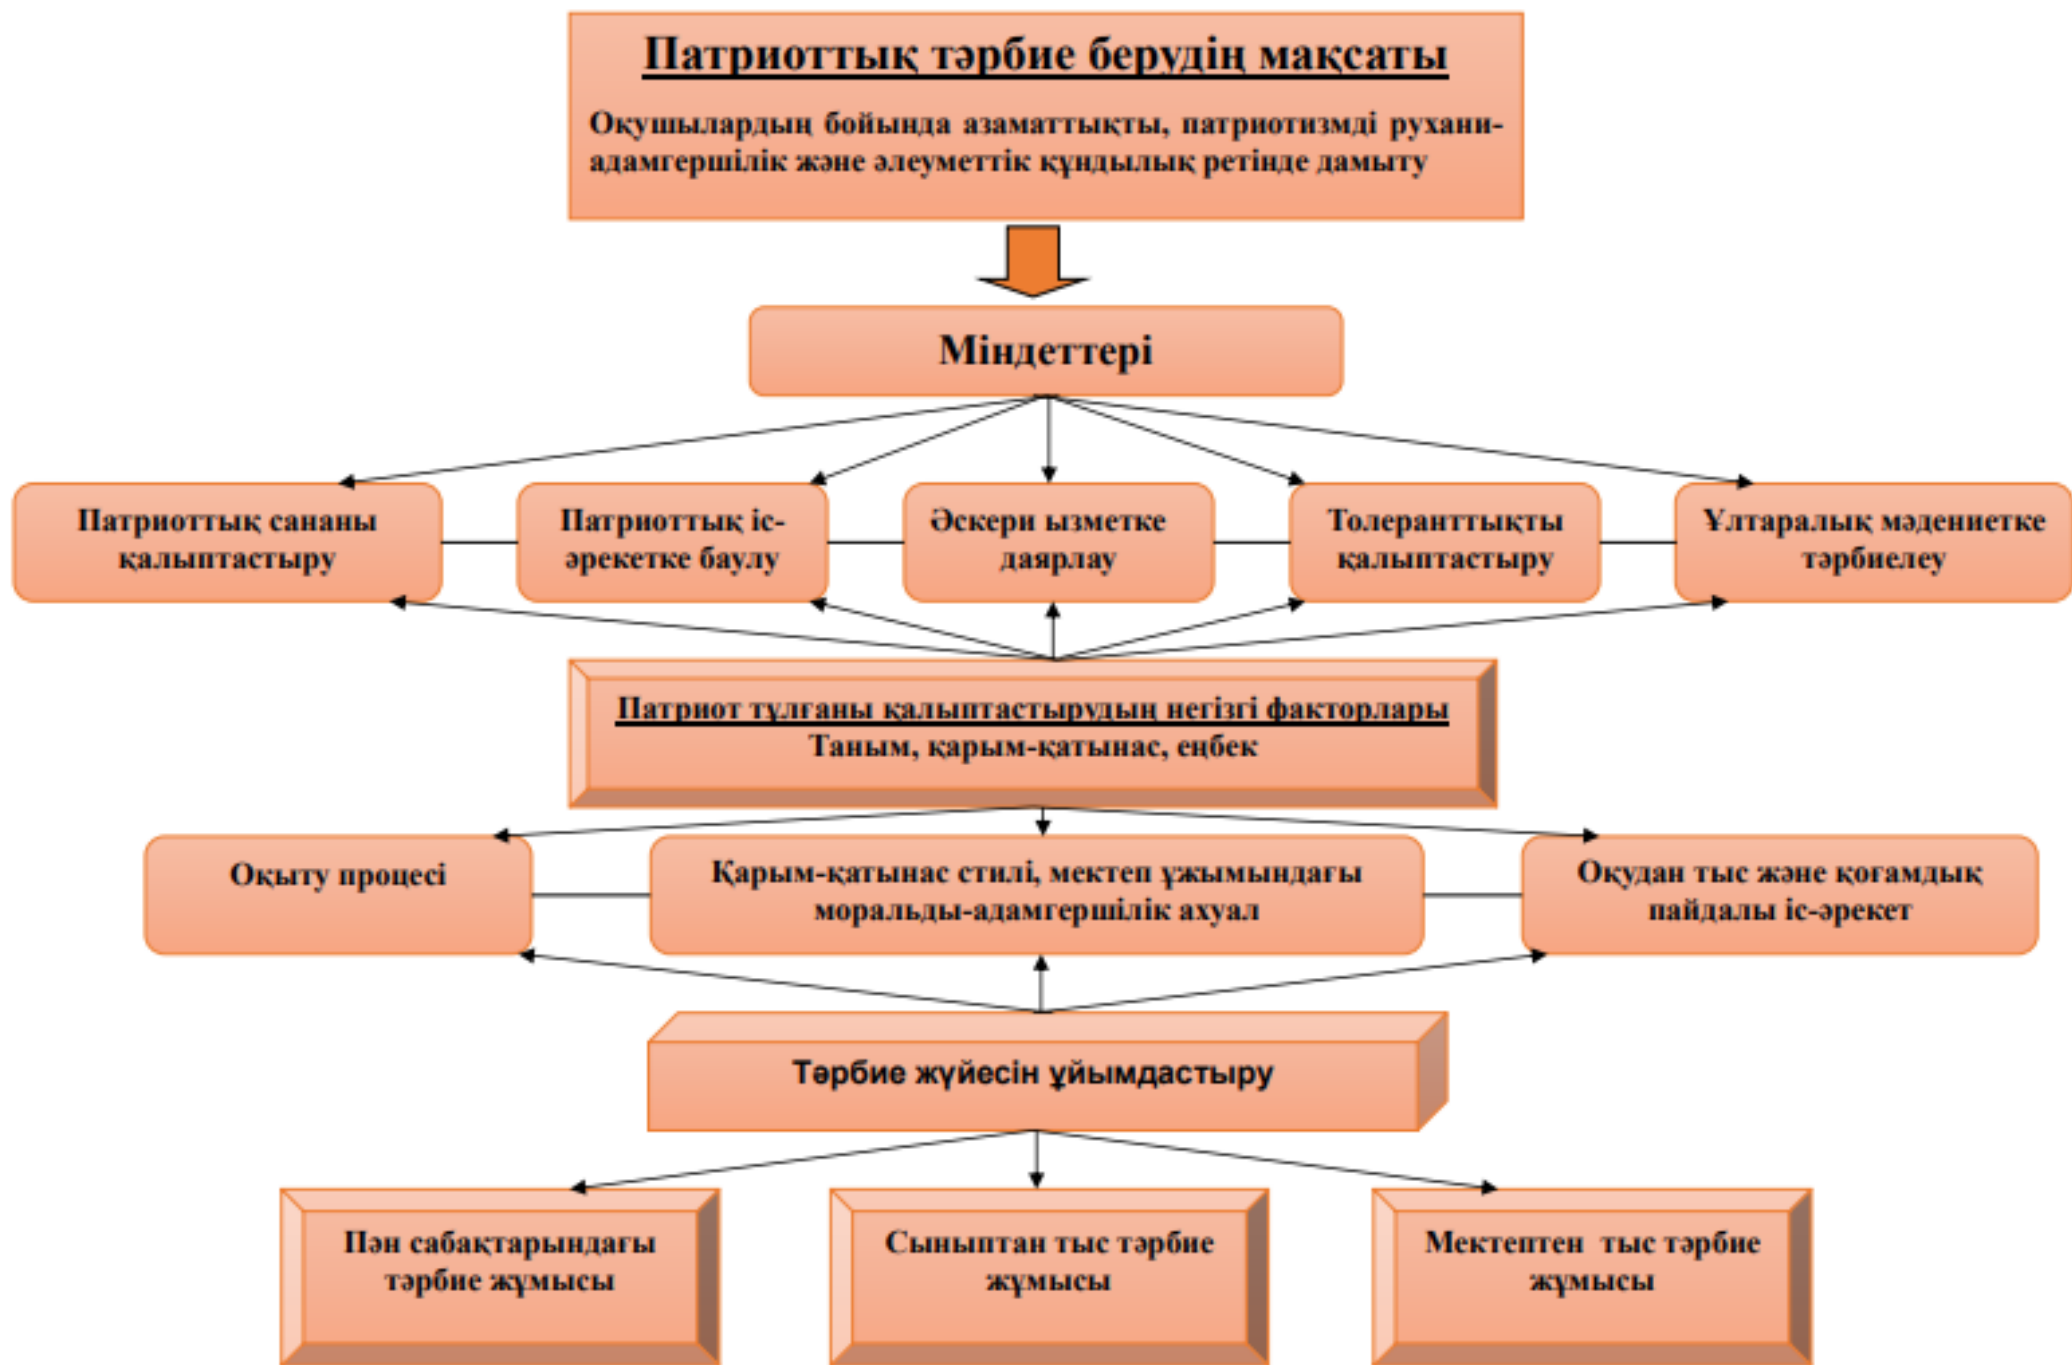 Патриоттық тәрбие берудің мақсаты
Оқушылардың бойында азаматтықты, патриотизмді рухани-
адамгершілік және әлеуметтік құндылық ретінде дамыту
Міндеттері
Патриоттық сананы
қалыптастыру
Патриоттық іс-
әрекетке баулу
Әскери ызметке
даярлау
Толеранттықты
қалыптастыру
Ұлтаралық мәдениетке
тәрбиелеу
Патриот тұлғаны қалыптастырудың негізгі факторлары
Таным, қарым-қатынас, еңбек
Оқыту процесі
Қарым-қатынас стилі, мектеп ұжымындағы
моральды-адамгершілік ахуал
Оқудан тыс және қоғамдық
пайдалы іс-әрекет
Тәрбие жүйесін ұйымдастыру
Пән сабақтарындағы
тәрбие жұмысы
Сыныптан тыс тәрбие
жұмысы
Мектептен тыс тәрбие
жұмысы